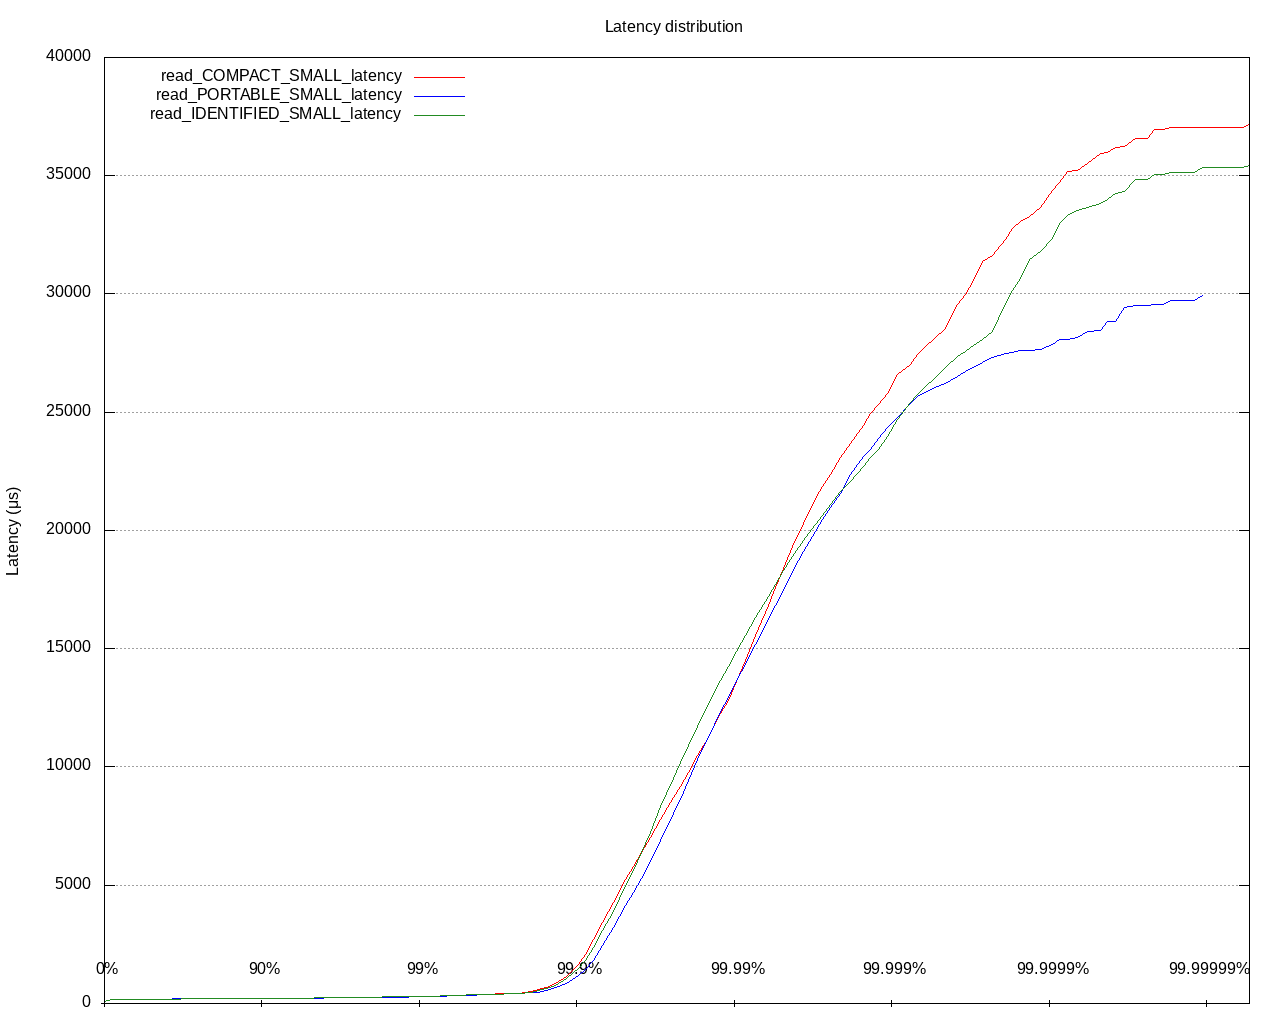 Latency distribution
40000
read_COMPACT_SMALL_latency
read_PORTABLE_SMALL_latency
read_IDENTIFIED_SMALL_latency
35000
30000
25000
20000
Latency (µs)
15000
10000
5000
0% 90% 99% 99.9% 99.99% 99.999% 99.9999% 99.99999%
0